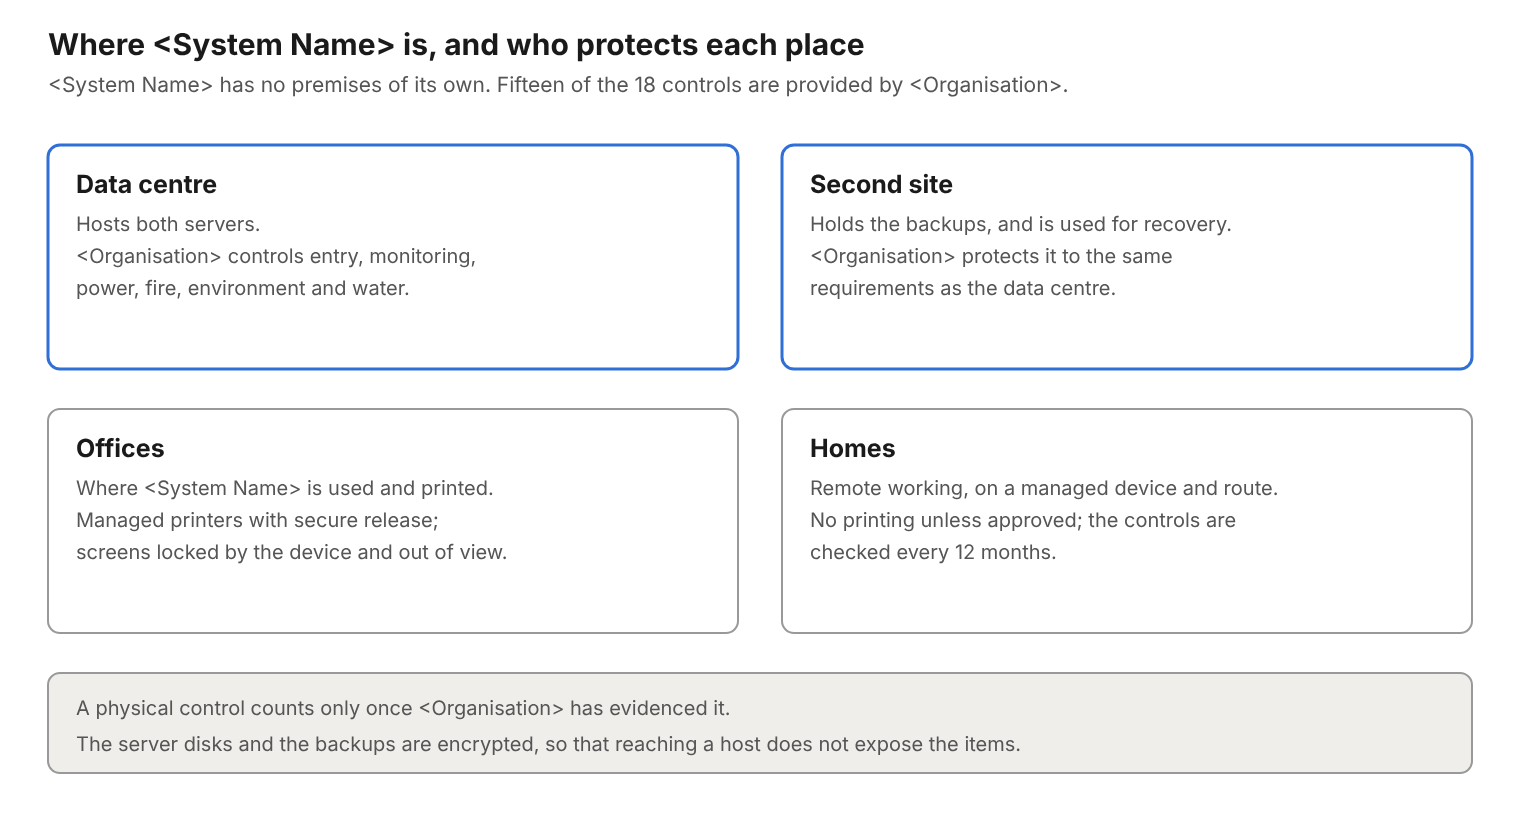 Where <System Name> is, and who protects each place
<System Name> has no premises of its own. Fifteen of the 18 controls are provided by <Organisation>.
Data centre
Hosts both servers.
<Organisation> controls entry, monitoring,
power, fire, environment and water.
Second site
Holds the backups, and is used for recovery.
<Organisation> protects it to the same
requirements as the data centre.
Offices
Where <System Name> is used and printed.
Managed printers with secure release;
screens locked by the device and out of view.
Homes
Remote working, on a managed device and route.
No printing unless approved; the controls are
checked every 12 months.
A physical control counts only once <Organisation> has evidenced it.
The server disks and the backups are encrypted, so that reaching a host does not expose the items.